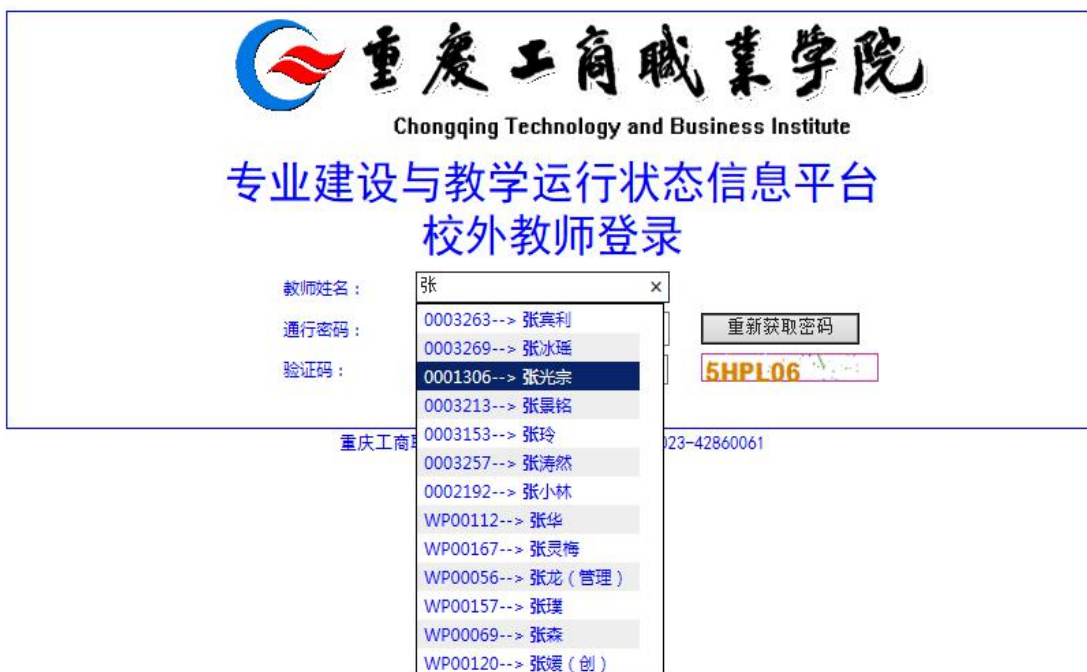 重慶工商職業學院
Chongqing Technology and Business Institute
专业建设与教学运行状态信息平台
校外教师登录
教师姓名：
张
×
通行密码：
重新获取密码
验证码：
5HPL06
0003263--> 张宾利
0003269--> 张冰瑶
0001306--> 张光宗
0003213--> 张景铭
0003153--> 张玲
0003257--> 张涛然
0002192--> 张小林
WP00112--> 张华
WP00167--> 张灵梅
WP00056--> 张龙（管理）
WP00157--> 张璞
WP00069--> 张森
WP00120--> 张媛（创）
重庆工商
023-42860061